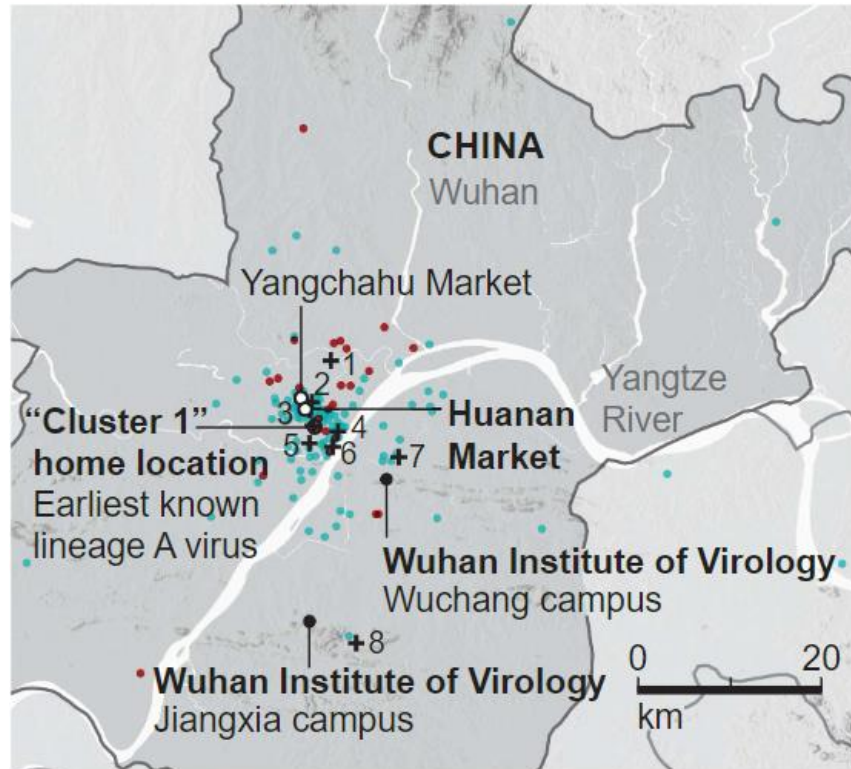 CHINA
Wuhan
Yangchahu Market
1
2
3
“Cluster 1”
home location
Earliest known
lineage A virus
4
5
6
7
Huanan
Market
Yangtze
River
Wuhan Institute of Virology
Wuchang campus
8
Wuhan Institute of Virology
Jiangxia campus
0 20
km